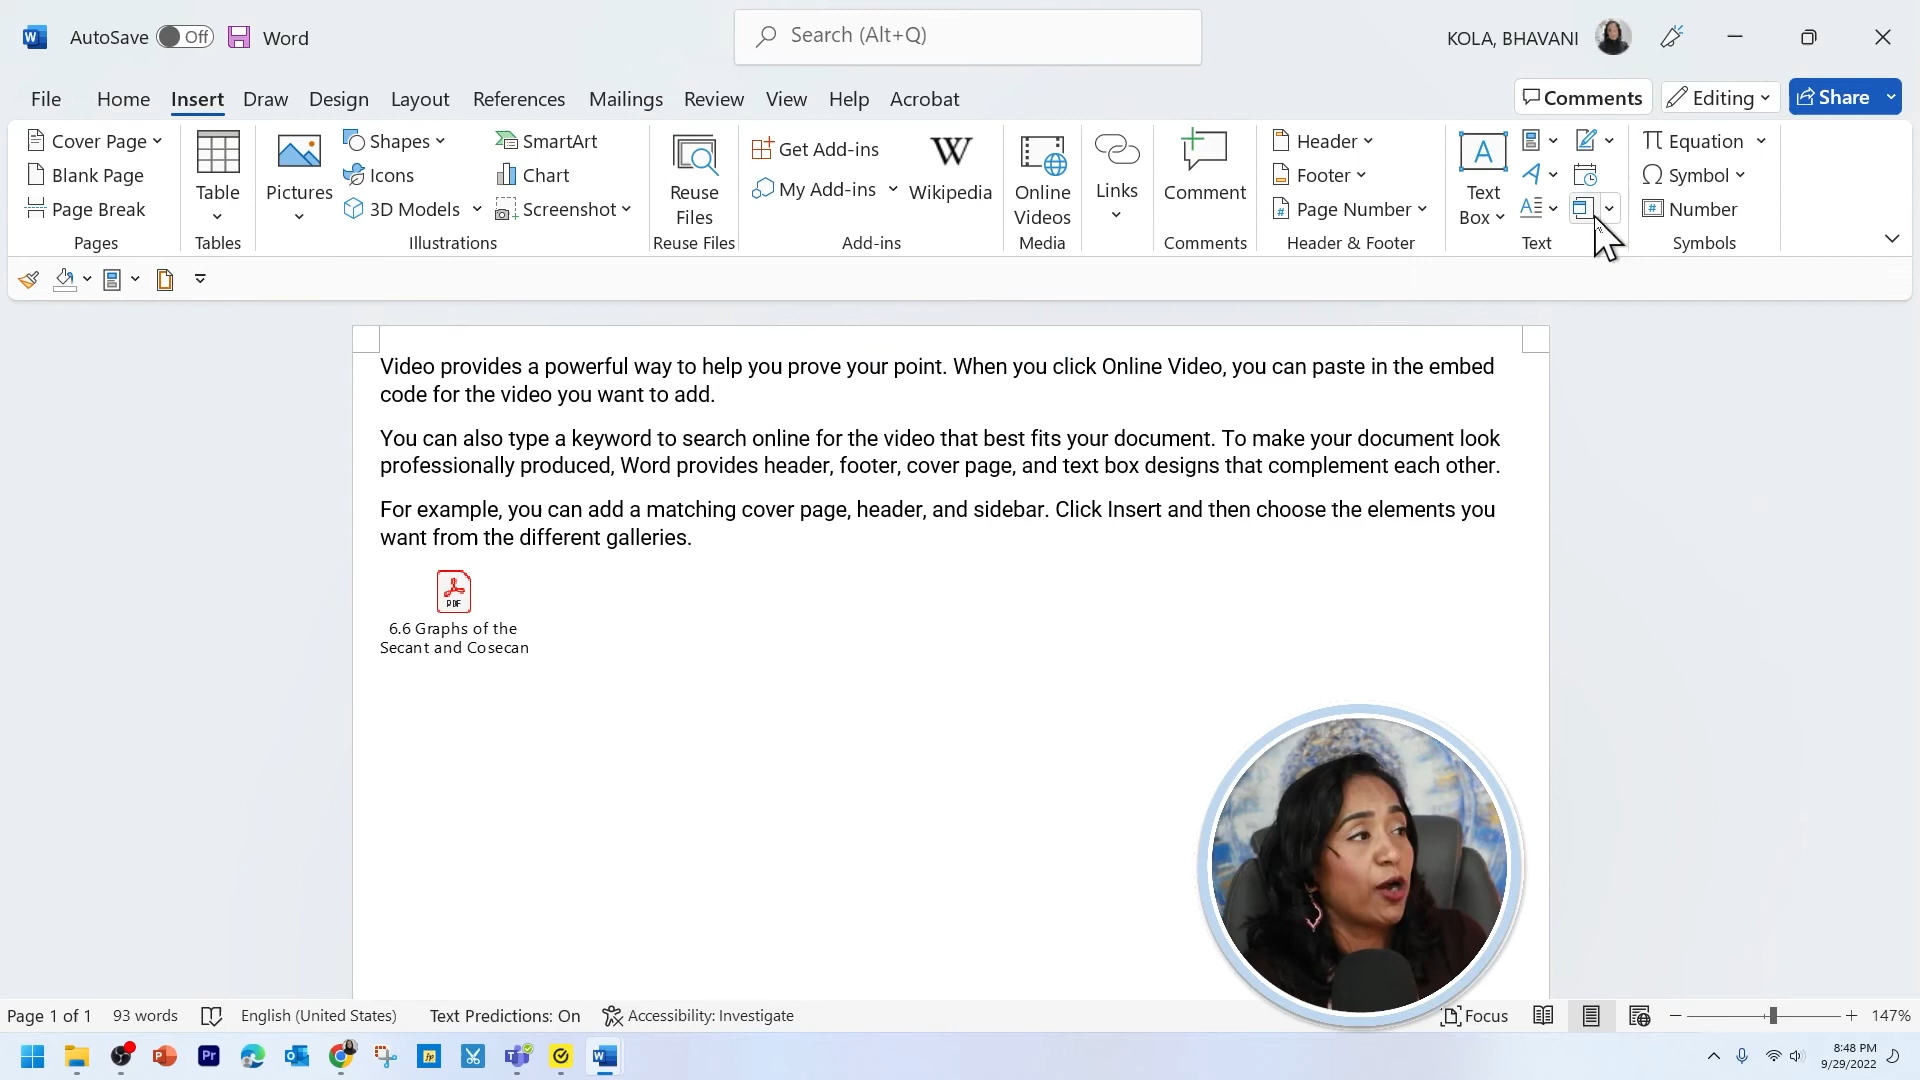 AutoSave Off Word Search (Alt+Q) KOLA, BHAVANI
File Home Insert Draw Design Layout References Mailings Review View Help Acrobat Comments Editing Share
Cover Page
Blank Page
Page Break
Pages
Table
Tables
Pictures
Shapes
Icons
3D Models
SmartArt
Chart
Screenshot
Illustrations
Reuse
Files
Reuse Files
Get Add-ins
My Add-ins
W
Wikipedia
Add-ins
Online
Videos
Media
Links
Comment
Comments
Header
Footer
Page Number
Header & Footer
A
Text
Box
Text
Equation
Symbol
Number
Symbols
Video provides a powerful way to help you prove your point. When you click Online Video, you can paste in the embed
code for the video you want to add.
You can also type a keyword to search online for the video that best fits your document. To make your document look
professionally produced, Word provides header, footer, cover page, and text box designs that complement each other.
For example, you can add a matching cover page, header, and sidebar. Click Insert and then choose the elements you
want from the different galleries.
PDF
6.6 Graphs of the
Secant and Cosecan
Page 1 of 1 93 words English (United States) Text Predictions: On Accessibility: Investigate Focus 147%
8:48 PM
9/29/2022